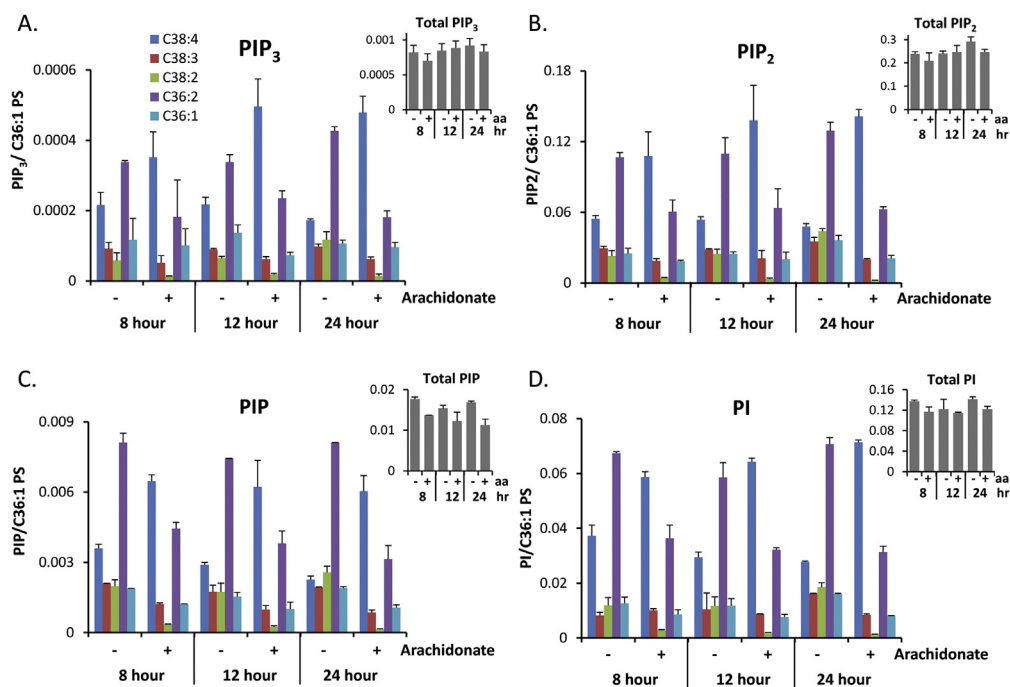 A.
C38:4
C38:3
C38:2
C36:2
C36:1
PIP3
Total PIP3
0.001
0.0005
0
- + - + - + aa
8 12 24 hr
PIP3/ C36:1 PS
0.0006
0.0004
0.0002
0
- + - + - + Arachidonate
8 hour 12 hour 24 hour
B.
PIP2
Total PIP2
0.3
0.2
0.1
0
- + - + - + aa
8 12 24 hr
PIP2/ C36:1 PS
0.18
0.12
0.06
0
- + - + - + Arachidonate
8 hour 12 hour 24 hour
C.
PIP
Total PIP
0.02
0.01
0
- + - + - + aa
8 12 24 hr
PIP/C36:1 PS
0.009
0.006
0.003
0
- + - + - + Arachidonate
8 hour 12 hour 24 hour
D.
PI
Total PI
0.16
0.12
0.08
0.04
0
- + - + - + aa
8 12 24 hr
PI/C36:1 PS
0.08
0.06
0.04
0.02
0
- + - + - + Arachidonate
8 hour 12 hour 24 hour